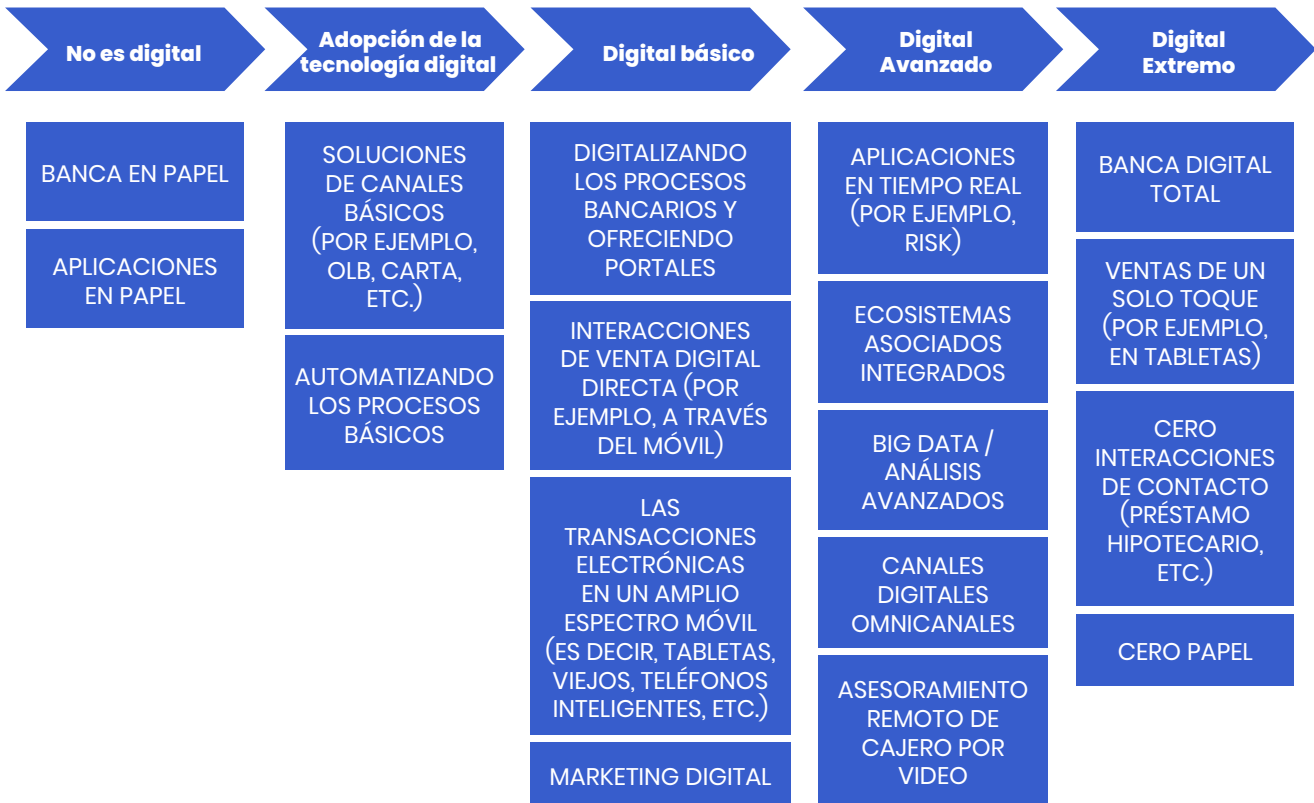 No es digital
Adopción de la
tecnología digital
Digital básico
Digital
Avanzado
Digital
Extremo
BANCA EN PAPEL
APLICACIONES
EN PAPEL
SOLUCIONES
DE CANALES
BÁSICOS
(POR EJEMPLO,
OLB, CARTA,
ETC.)
AUTOMATIZANDO
LOS PROCESOS
BÁSICOS
DIGITALIZANDO
LOS PROCESOS
BANCARIOS Y
OFRECIENDO
PORTALES
INTERACCIONES
DE VENTA DIGITAL
DIRECTA (POR
EJEMPLO, A TRAVÉS
DEL MÓVIL)
LAS
TRANSACCIONES
ELECTRÓNICAS
EN UN AMPLIO
ESPECTRO MÓVIL
(ES DECIR, TABLETAS,
VIEJOS, TELÉFONOS
INTELIGENTES, ETC.)
MARKETING DIGITAL
APLICACIONES
EN TIEMPO REAL
(POR EJEMPLO,
RISK)
ECOSISTEMAS
ASOCIADOS
INTEGRADOS
BIG DATA /
ANÁLISIS
AVANZADOS
CANALES
DIGITALES
OMNICANALES
ASESORAMIENTO
REMOTO DE
CAJERO POR
VIDEO
BANCA DIGITAL
TOTAL
VENTAS DE UN
SOLO TOQUE
(POR EJEMPLO,
EN TABLETAS)
CERO
INTERACCIONES
DE CONTACTO
(PRÉSTAMO
HIPOTECARIO,
ETC.)
CERO PAPEL